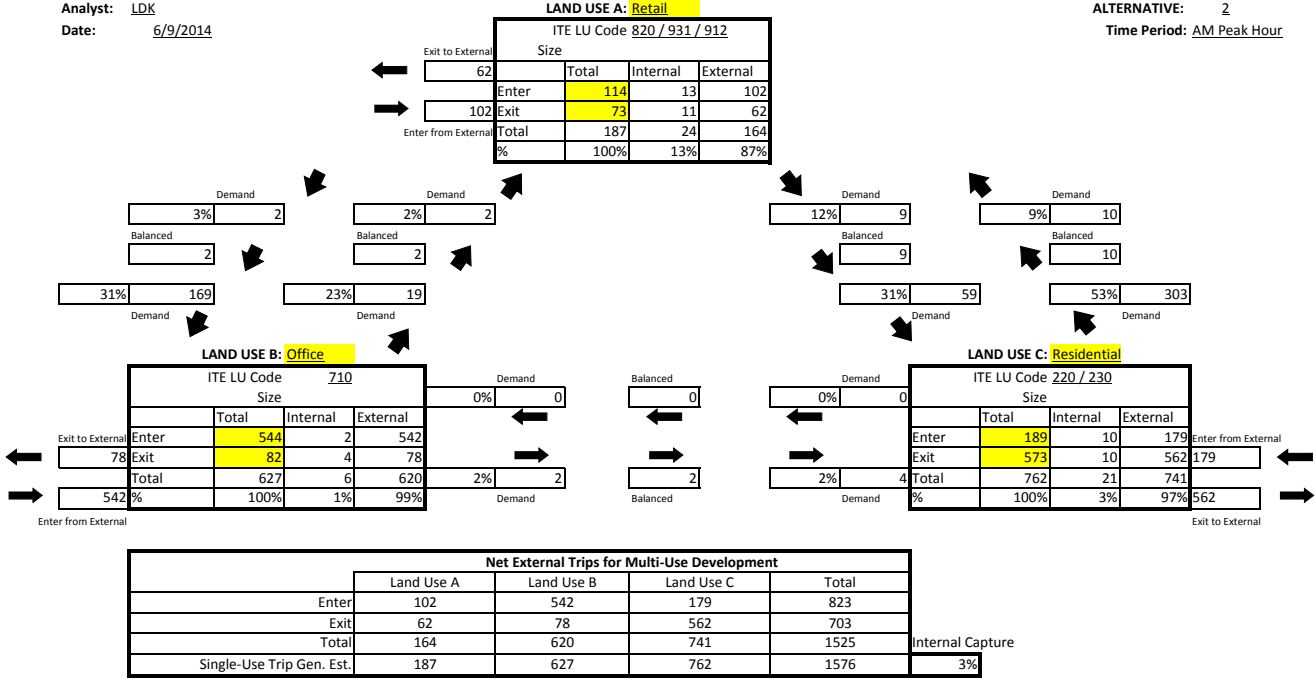 Analyst: LDK LAND USE A: Retail ALTERNATIVE: 2
Date: 6/9/2014 ITE LU Code 820 / 931 / 912 Time Period: AM Peak Hour
Exit to External Size
62 Total Internal External
Enter 114 13 102
102 Exit 73 11 62
Enter from External Total 187 24 164
% 100% 13% 87%
Demand Demand Demand Demand
3% 2 2% 2 12% 9 9% 10
Balanced Balanced Balanced Balanced
2 2 9 10
31% 169 23% 19 31% 59 53% 303
Demand Demand Demand Demand
LAND USE B: Office LAND USE C: Residential
ITE LU Code 710 Demand Balanced Demand ITE LU Code 220 / 230
Size 0% 0 0 0% 0 Size
Total Internal External Total Internal External
Exit to External Enter 544 2 542 Enter 189 10 179 Enter from External
78 Exit 82 4 78 Exit 573 10 562 179
Total 627 6 620 2% 2 2 2% 4 Total 762 21 741
542 % 100% 1% 99% Demand Balanced Demand % 100% 3% 97% 562
Enter from External Exit to External
Net External Trips for Multi-Use Development
Land Use A Land Use B Land Use C Total
Enter 102 542 179 823
Exit 62 78 562 703
Total 164 620 741 1525 Internal Capture
Single-Use Trip Gen. Est. 187 627 762 1576 3%